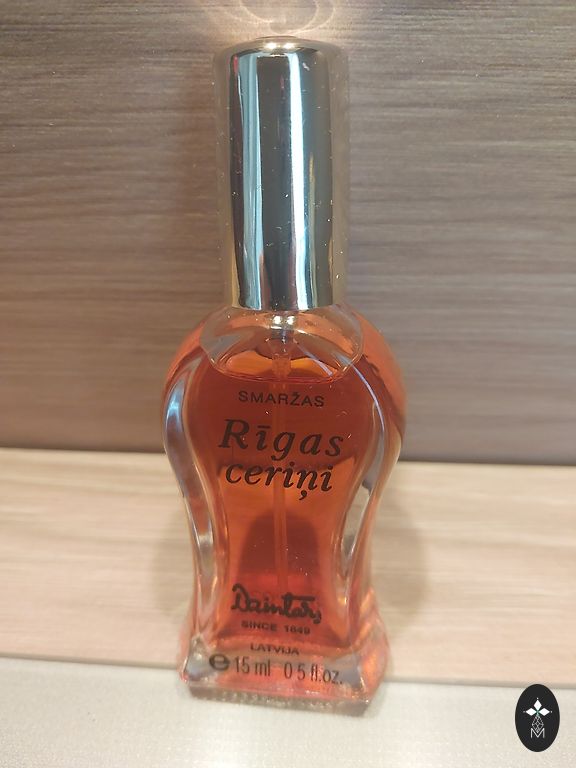 SMARŽAS
Rīgas
ceriņi
Dzintars
SINCE 1849
LATVIJA
e 15 ml 0 5 fl.oz.
M